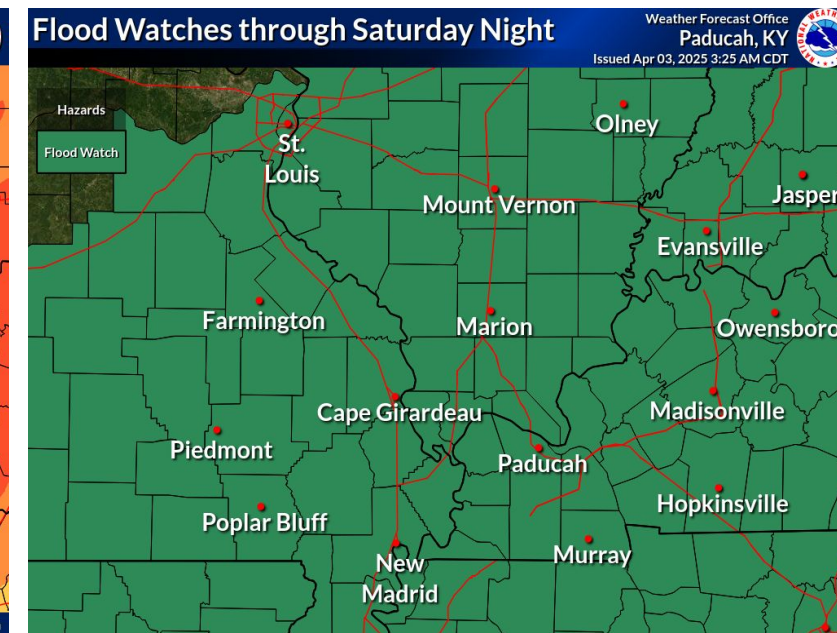 Flood Watches through Saturday Night
Weather Forecast Office
Paducah, KY
Issued Apr 03, 2025 3:25 AM CDT
Hazards
Flood Watch
St.
Louis
Olney
Mount Vernon
Jasper
Evansville
Farmington
Marion
Owensboro
Cape Girardeau
Madisonville
Piedmont
Paducah
Hopkinsville
Poplar Bluff
New
Madrid
Murray